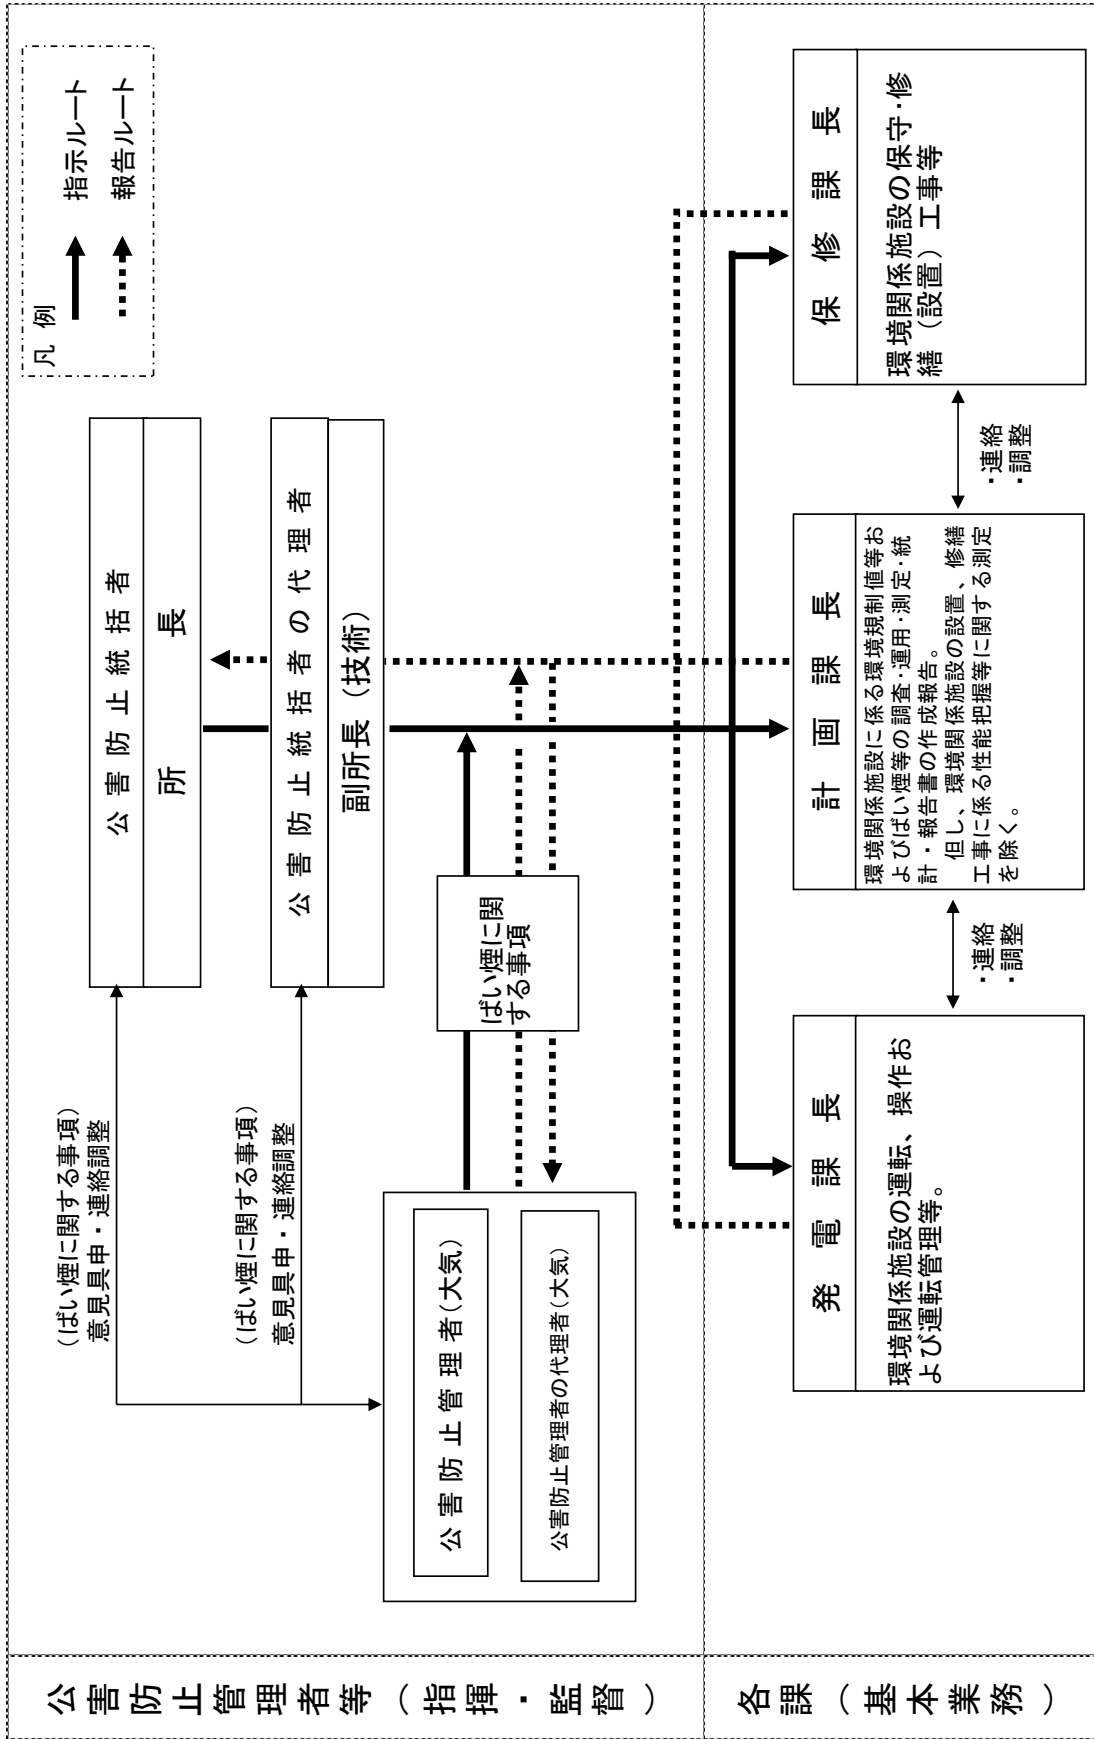 公害防止管理者等（指揮・監督）
凡 例
指示ルート
報告ルート
公害防止統括者
所　長
公害防止統括者の代理者
副所長（技術）
（ばい煙に関する事項）
意見具申・連絡調整
（ばい煙に関する事項）
意見具申・連絡調整
公害防止管理者（大気）
公害防止管理者の代理者（大気）
ばい煙に関
する事項
各課（基本業務）
発電課長
環境関係施設の運転、操作お
よび運転管理等。
・連絡
・調整
計画課長
環境関係施設に係る環境規制値等お
よびばい煙等の調査・運用・測定・統
計・報告書の作成報告。
但し、環境関係施設の設置、修繕
工事に係る性能把握等に関する測定
を除く。
・連絡
・調整
保修課長
環境関係施設の保守・修
繕（設置）工事等